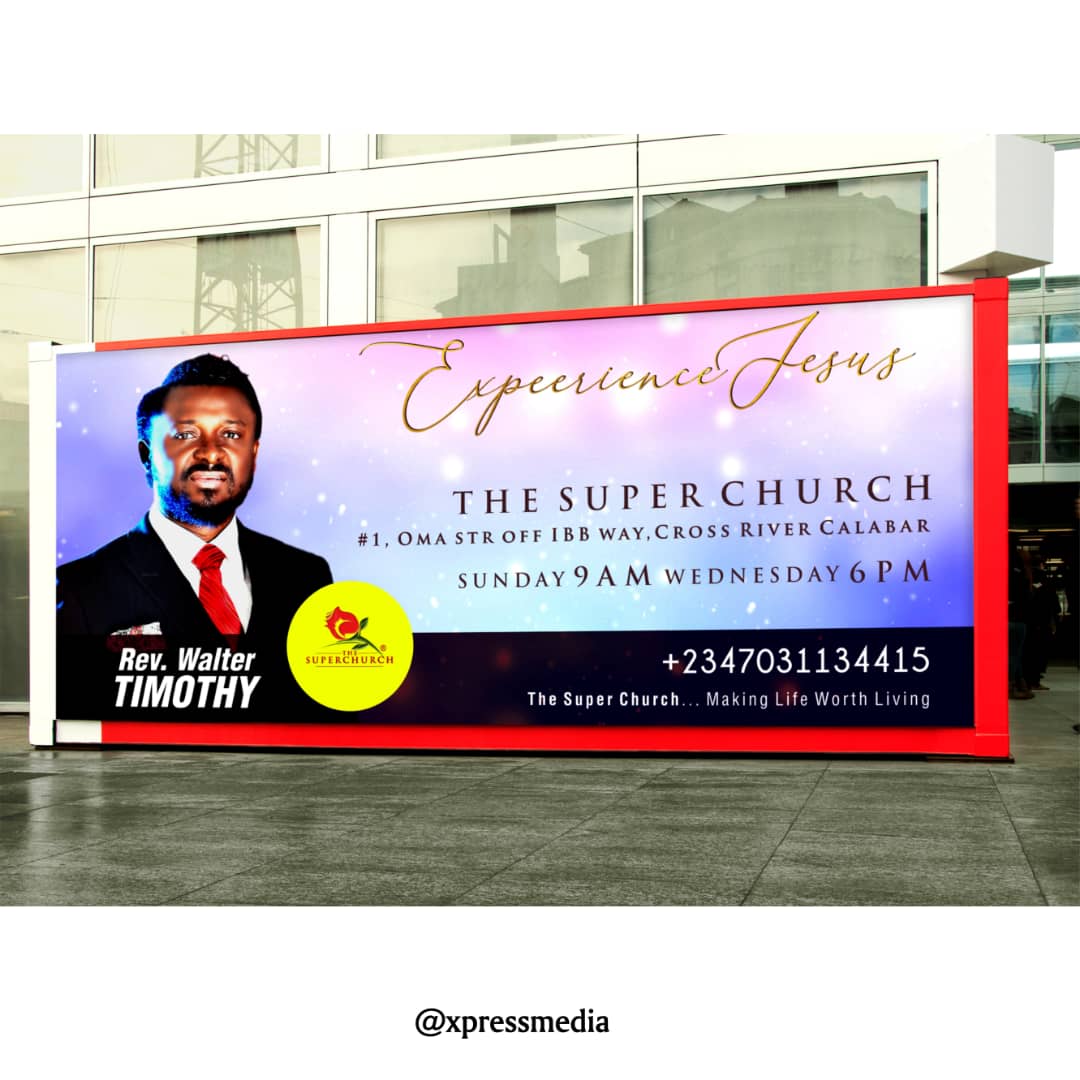 Expeerience Jesus
THE SUPER CHURCH
#1, OMA STR OFF IBB WAY, CROSS RIVER CALABAR
SUNDAY 9AM WEDNESDAY 6PM
Rev. Walter
TIMOTHY
THE
SUPERCHURCH®
+2347031134415
The Super Church... Making Life Worth Living
@xpressmedia